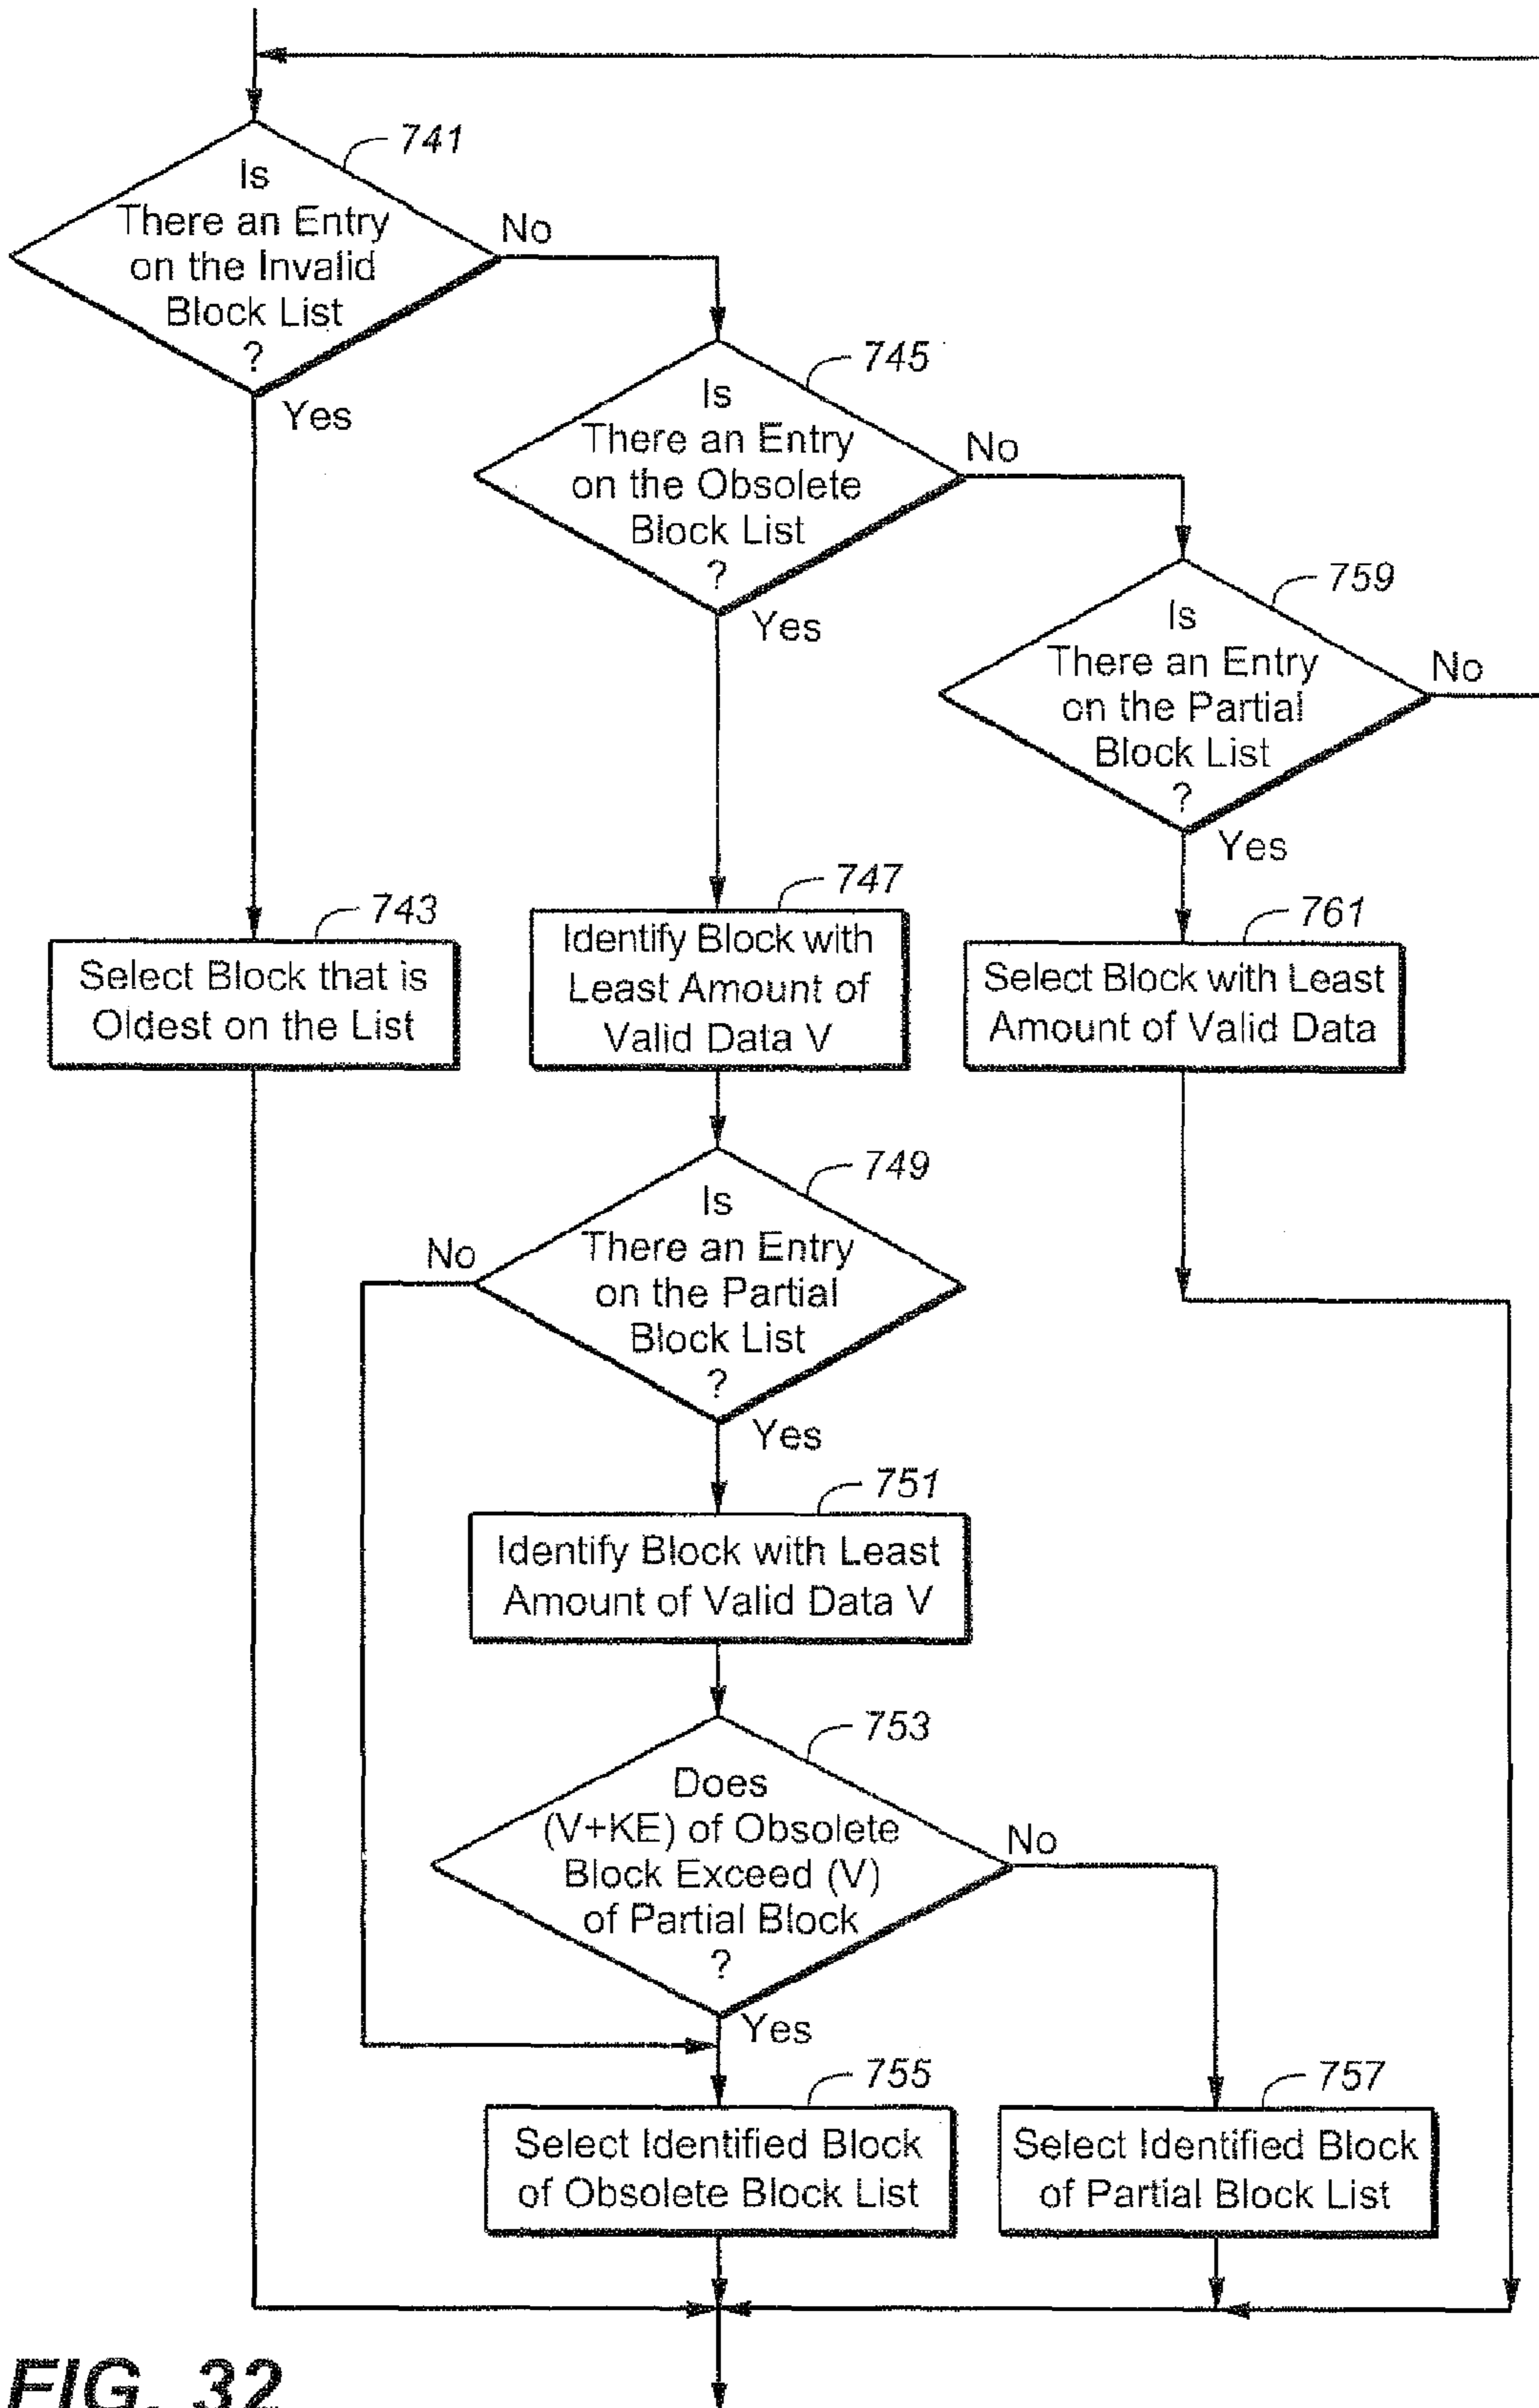 741
Is
There an Entry
on the Invalid
Block List
?
No
Yes
745
Is
There an Entry
on the Obsolete
Block List
?
No
Yes
759
Is
There an Entry
on the Partial
Block List
?
No
Yes
743
Select Block that is
Oldest on the List
747
Identify Block with
Least Amount of
Valid Data V
761
Select Block with Least
Amount of Valid Data
749
Is
There an Entry
on the Partial
Block List
?
No
Yes
751
Identify Block with Least
Amount of Valid Data V
753
Does
(V+KE) of Obsolete
Block Exceed (V)
of Partial Block
?
No
Yes
755
Select Identified Block
of Obsolete Block List
757
Select Identified Block
of Partial Block List
FIG. 32